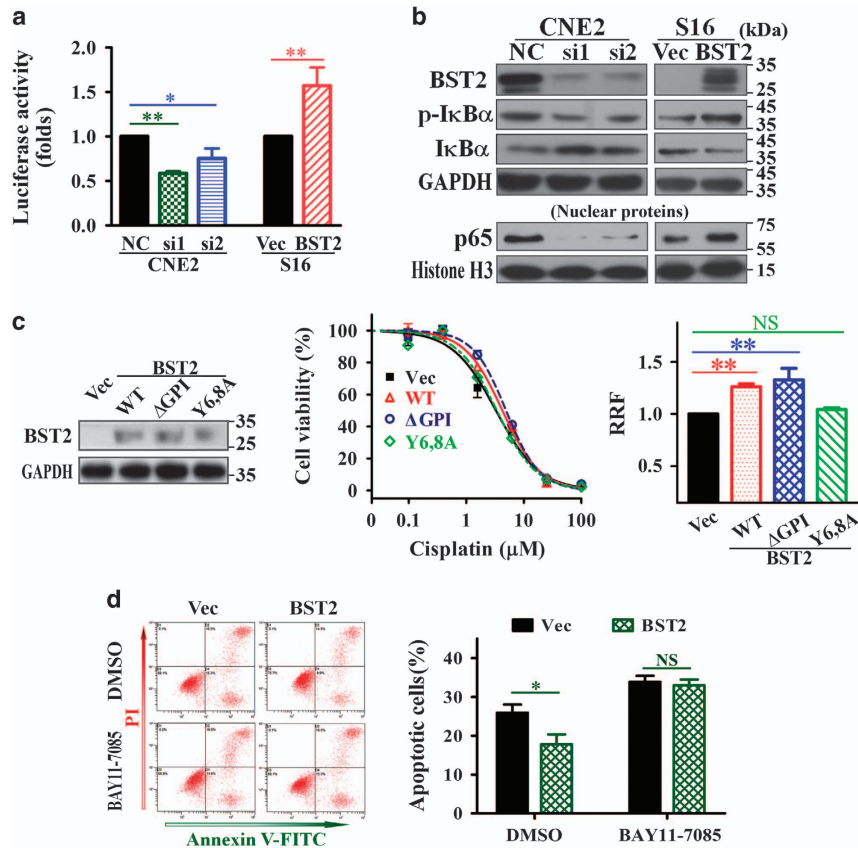 a
Luciferase activity
(folds)
2.0
1.5
1.0
0.5
0.0
**
*
**
NC si1 si2
Vec BST2
CNE2
S16
b
CNE2
S16
(kDa)
NC si1 si2
Vec BST2
BST2
35
25
p-IκBα
45
35
IκBα
45
35
GAPDH
45
35
(Nuclear proteins)
p65
75
55
Histone H3
15
c
BST2
Vec
WT
ΔGPI
Y6,8A
BST2
35
25
GAPDH
35
Cell viability (%)
100
80
60
40
20
0
Vec
WT
ΔGPI
Y6,8A
0 0.1 1 10 100
Cisplatin (μM)
RRF
1.5
1.0
0.5
NS
**
**
Vec
WT
ΔGPI
Y6,8A
BST2
d
Vec
BST2
DMSO
BAY11-7085
PI
Annexin V-FITC
Vec
BST2
Apoptotic cells(%)
60
40
20
0
*
NS
DMSO
BAY11-7085